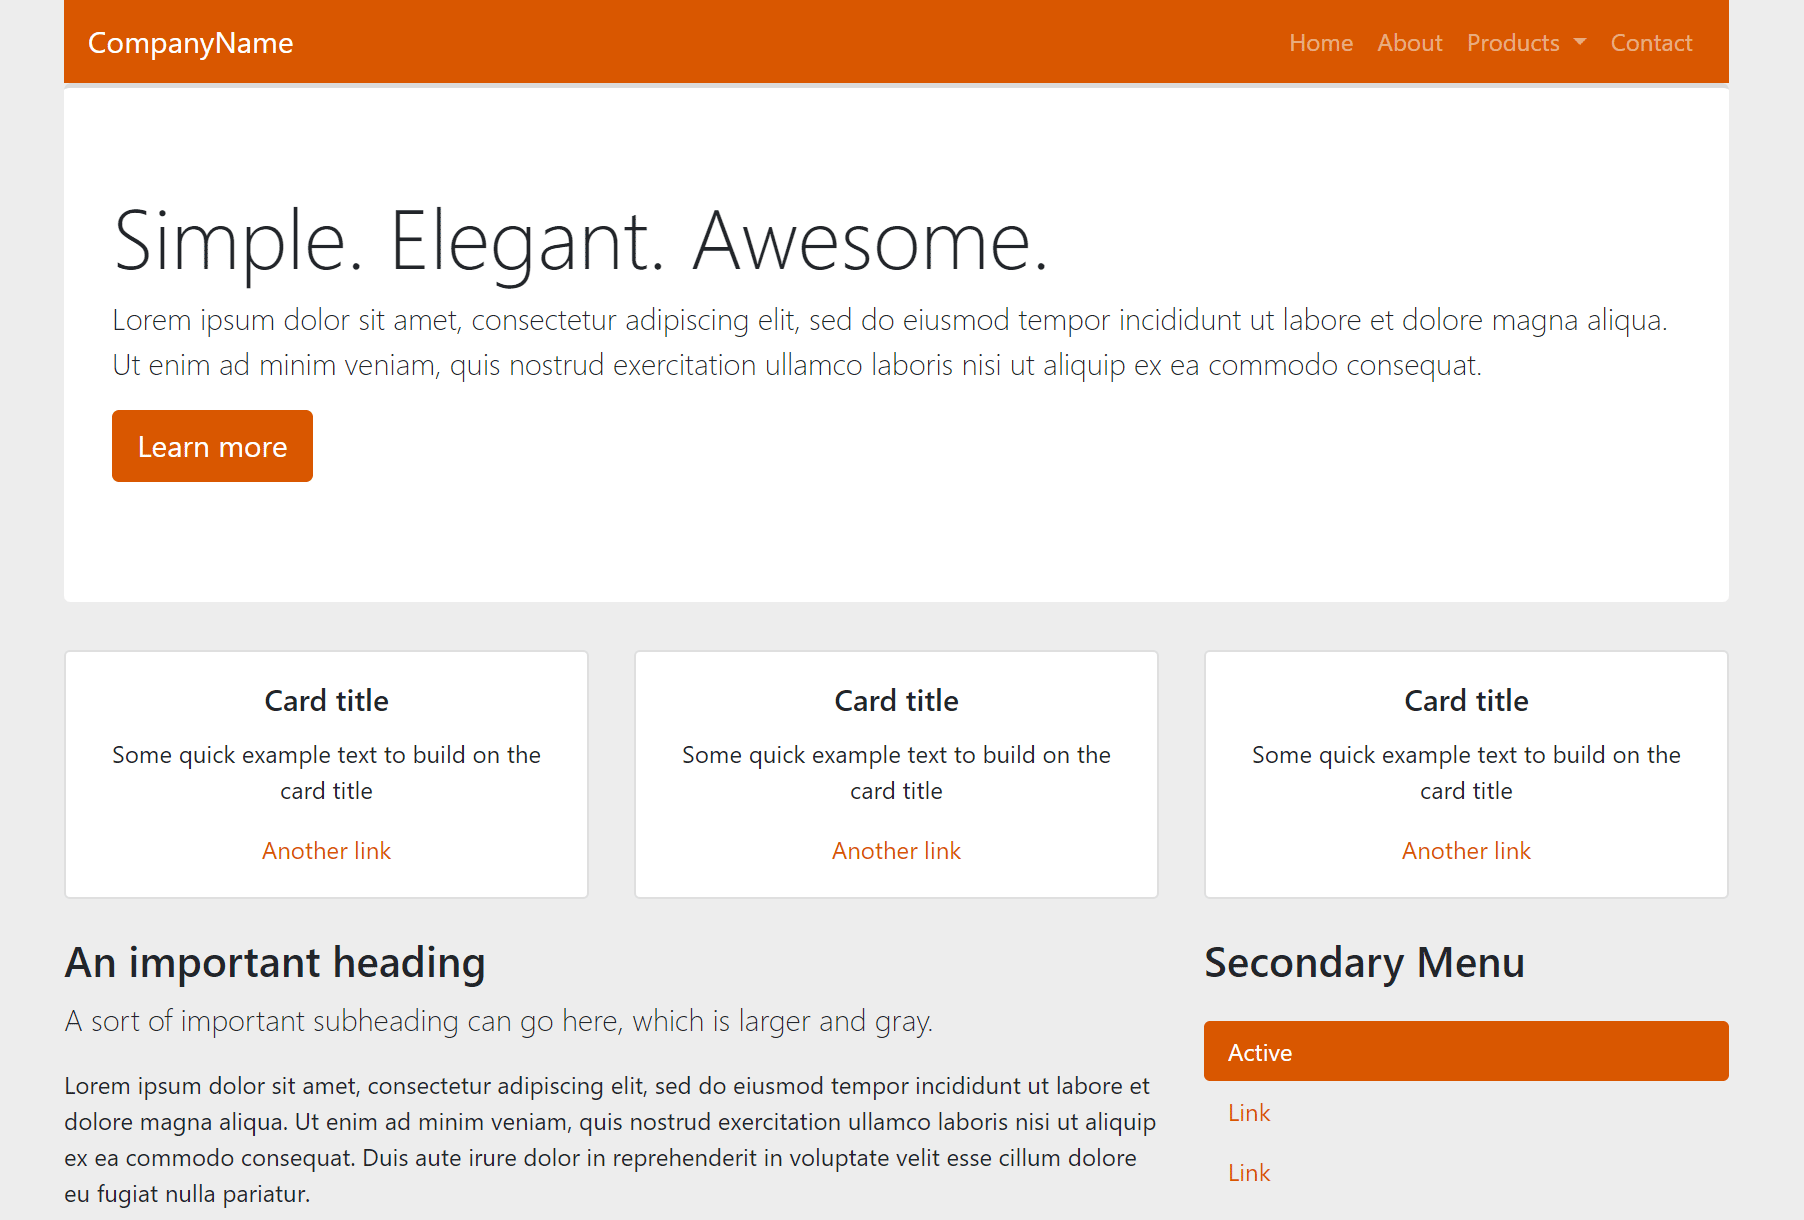 CompanyName
Home About Products Contact
Simple. Elegant. Awesome.
Lorem ipsum dolor sit amet, consectetur adipiscing elit, sed do eiusmod tempor incididunt ut labore et dolore magna aliqua.
Ut enim ad minim veniam, quis nostrud exercitation ullamco laboris nisi ut aliquip ex ea commodo consequat.
Learn more
Card title
Some quick example text to build on the
card title
Another link
Card title
Some quick example text to build on the
card title
Another link
Card title
Some quick example text to build on the
card title
Another link
An important heading
A sort of important subheading can go here, which is larger and gray.
Lorem ipsum dolor sit amet, consectetur adipiscing elit, sed do eiusmod tempor incididunt ut labore et
dolore magna aliqua. Ut enim ad minim veniam, quis nostrud exercitation ullamco laboris nisi ut aliquip
ex ea commodo consequat. Duis aute irure dolor in reprehenderit in voluptate velit esse cillum dolore
eu fugiat nulla pariatur.
Secondary Menu
Active
Link
Link